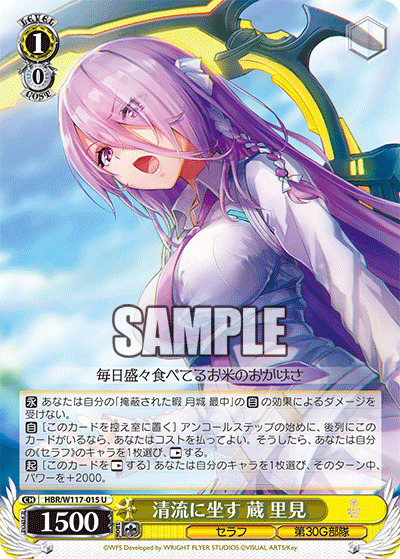 LEVEL
1
0
COST
SAMPLE
毎日盛々食べてるお米のおかげさ
永 あなたは自分の「掩蔽された暇 月城 最中」の自の効果によるダメージを
受けない。
自 [このカードを控え室に置く] アンコールステップの始めに、後列にこの
カードがいるなら、あなたはコストを払ってよい。そうしたら、あなたは自分
の《セラフ》のキャラを1枚選び、する。
起 [このカードをする] あなたは自分のキャラを1枚選び、そのターン中、
パワーを+2000。
CH HBR/W117-015 U
POWER
1500
清流に坐す 蔵 里見
セラフ
第30G部隊
©WFS Developed by WRIGHT FLYER STUDIOS ©VISUAL ARTS/Key